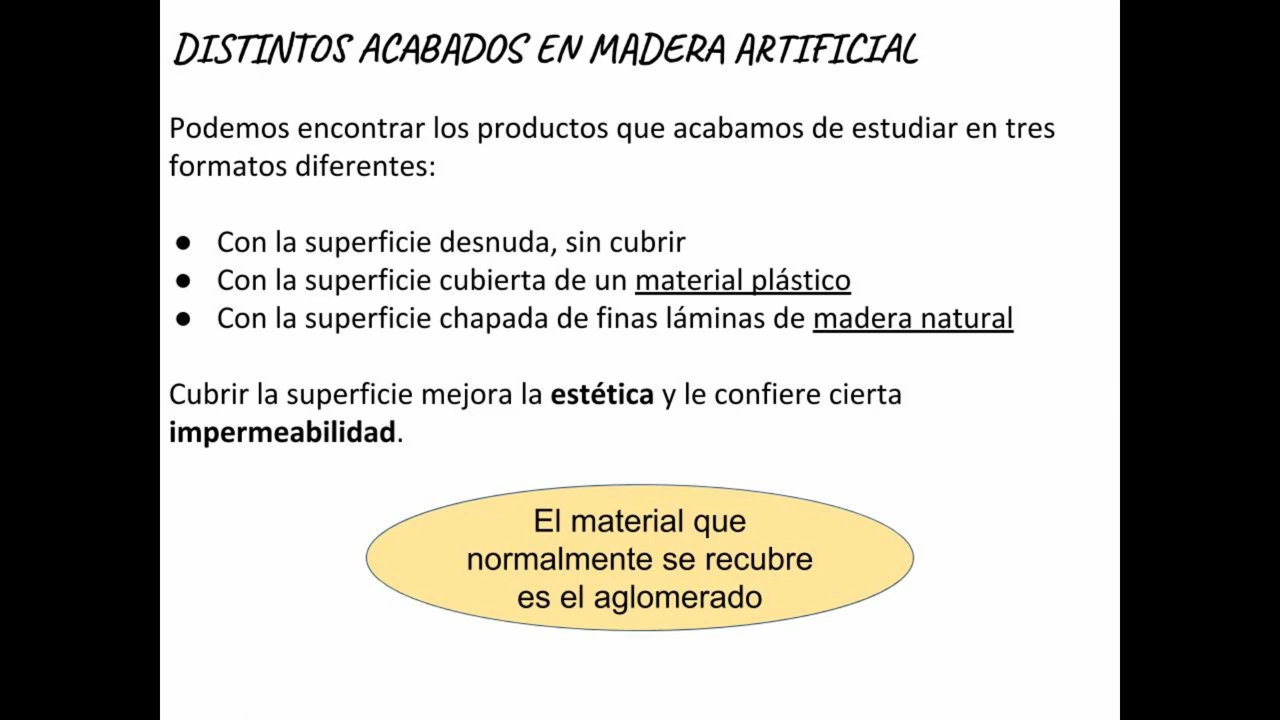 DISTINTOS ACABADOS EN MADERA ARTIFICIAL
Podemos encontrar los productos que acabamos de estudiar en tres
formatos diferentes:
● Con la superficie desnuda, sin cubrir
● Con la superficie cubierta de un material plástico
● Con la superficie chapada de finas láminas de madera natural
Cubrir la superficie mejora la estética y le confiere cierta
impermeabilidad.
El material que
normalmente se recubre
es el aglomerado